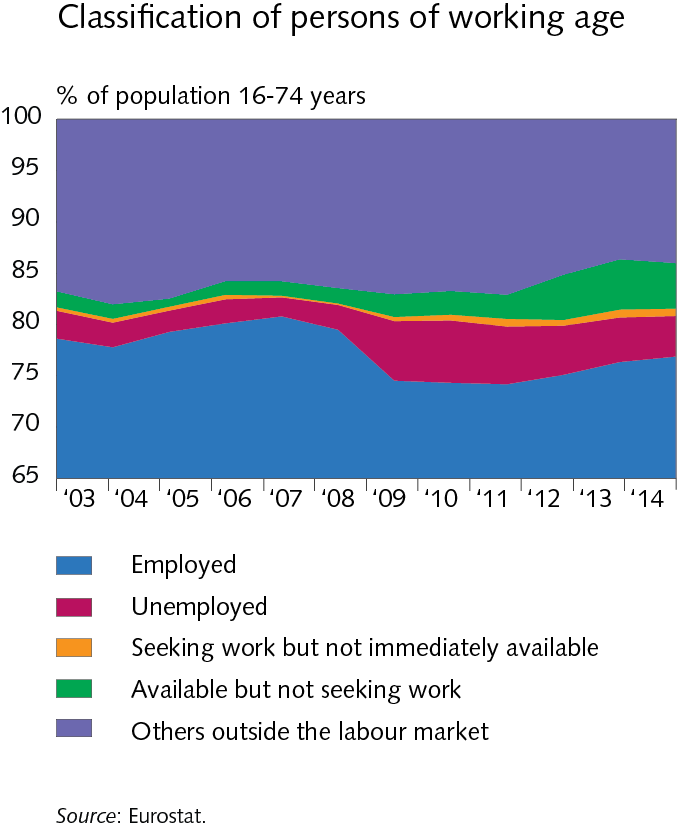 Classification of persons of working age
% of population 16-74 years
100
95
90
85
80
75
70
65
‘03 ‘04 ‘05 ‘06 ‘07 ‘08 ‘09 ‘10 ‘11 ‘12 ‘13 ‘14
Employed
Unemployed
Seeking work but not immediately available
Available but not seeking work
Others outside the labour market
Source: Eurostat.